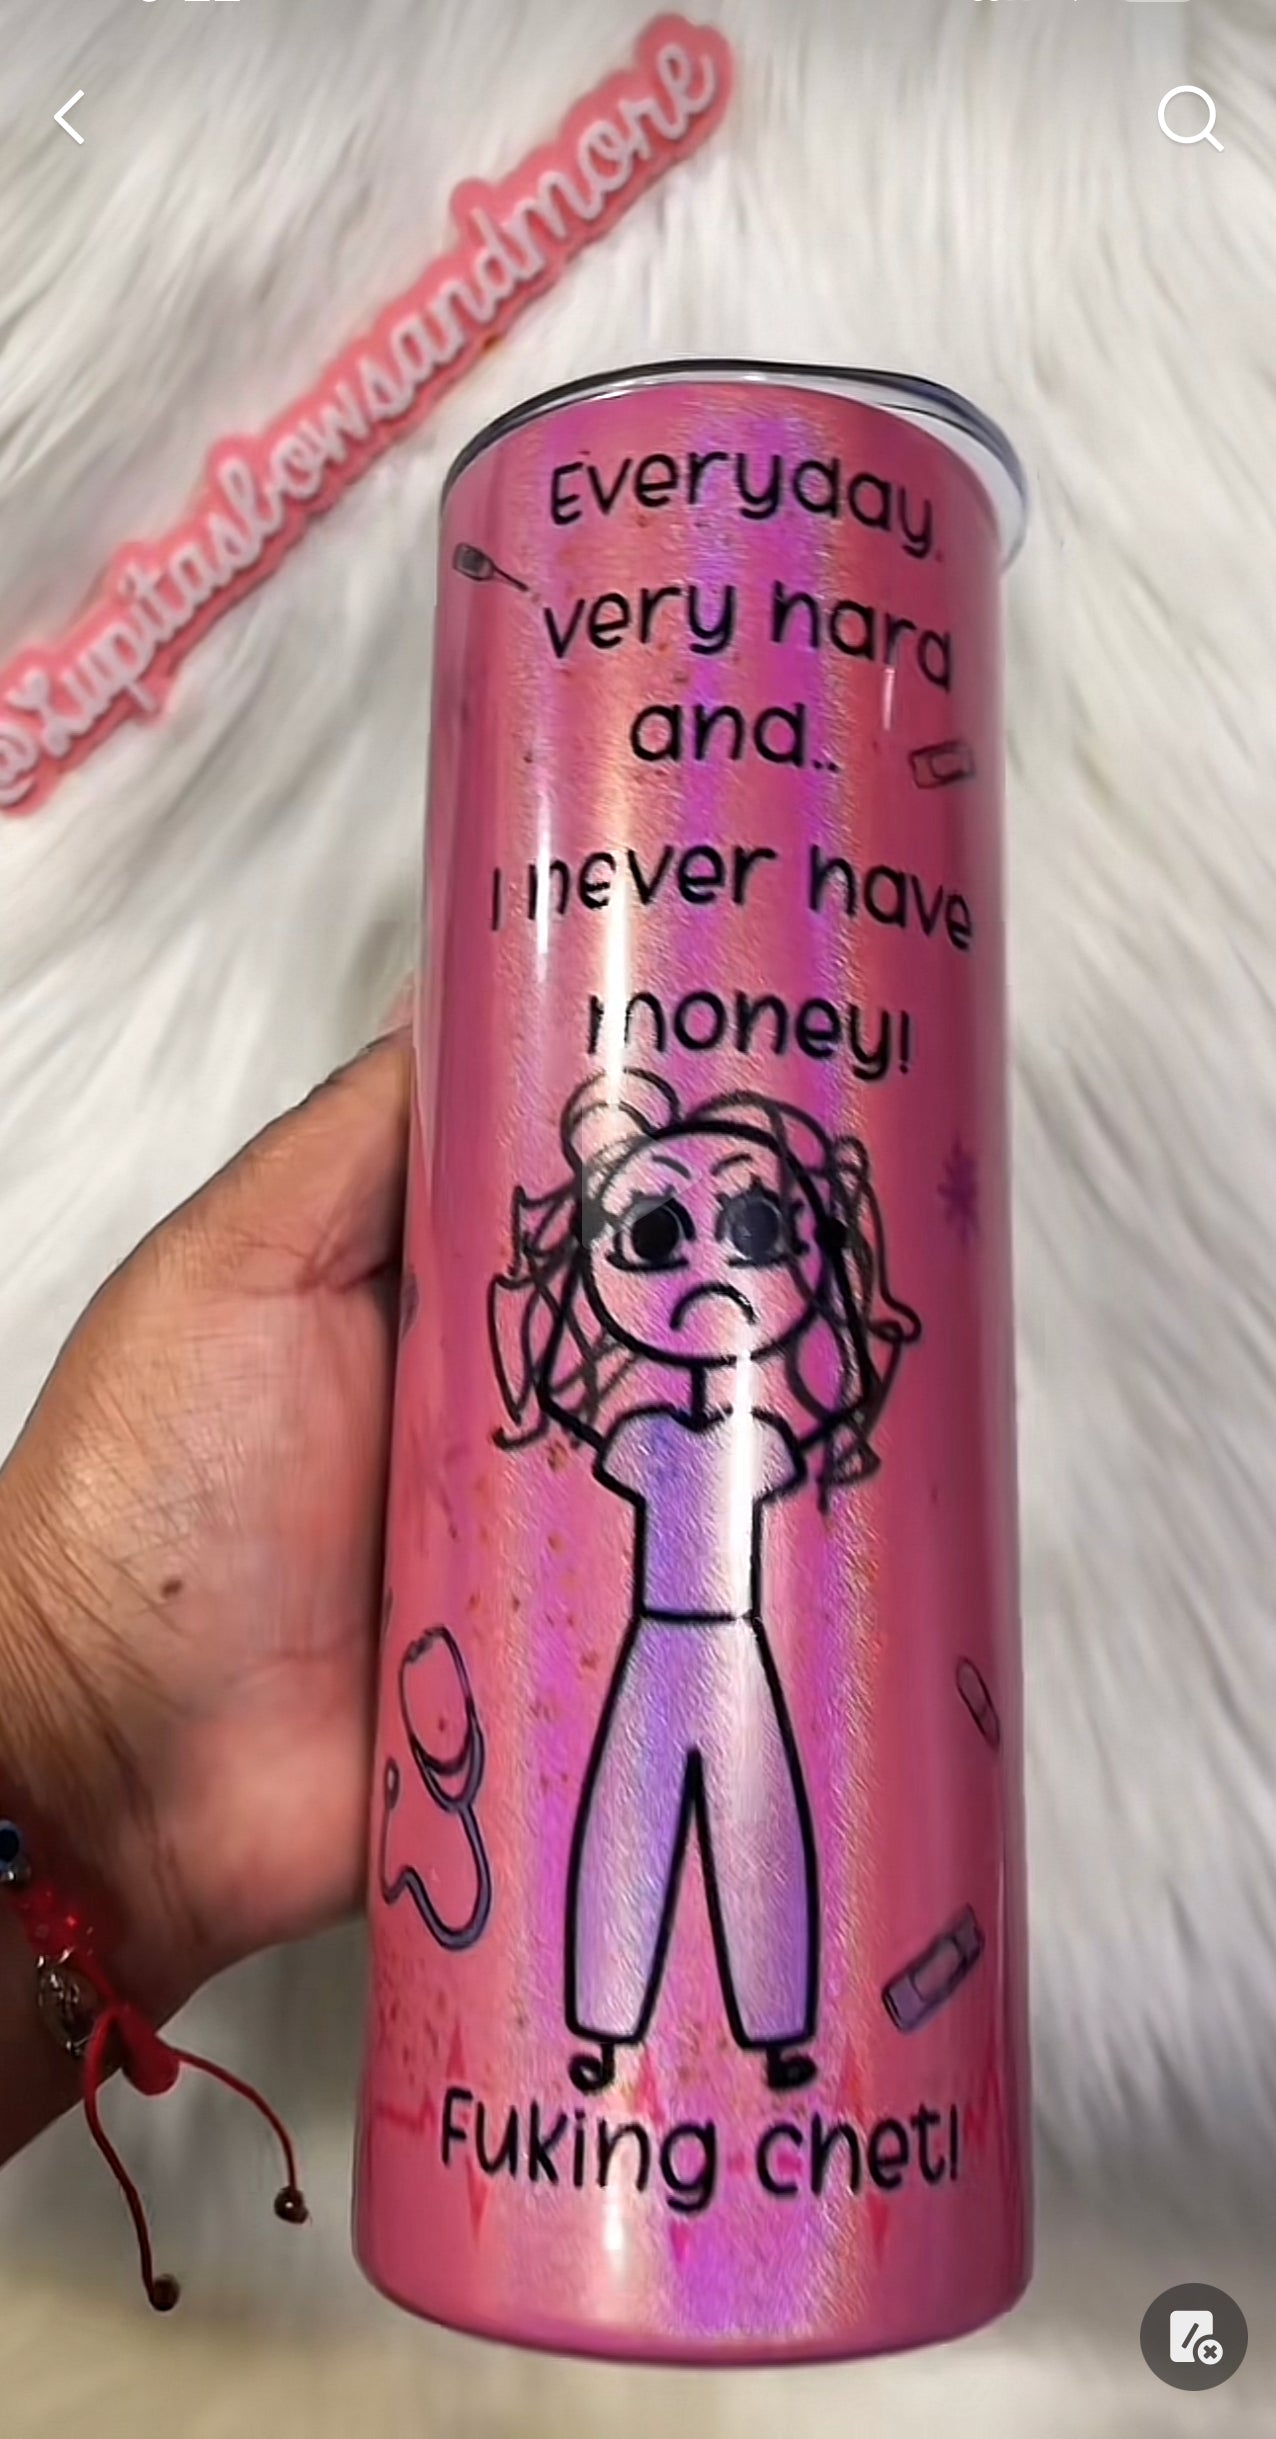 @Lupitasbowsandmore
Everyday.
very hard
and..
I never have
money!
Fuking chet!